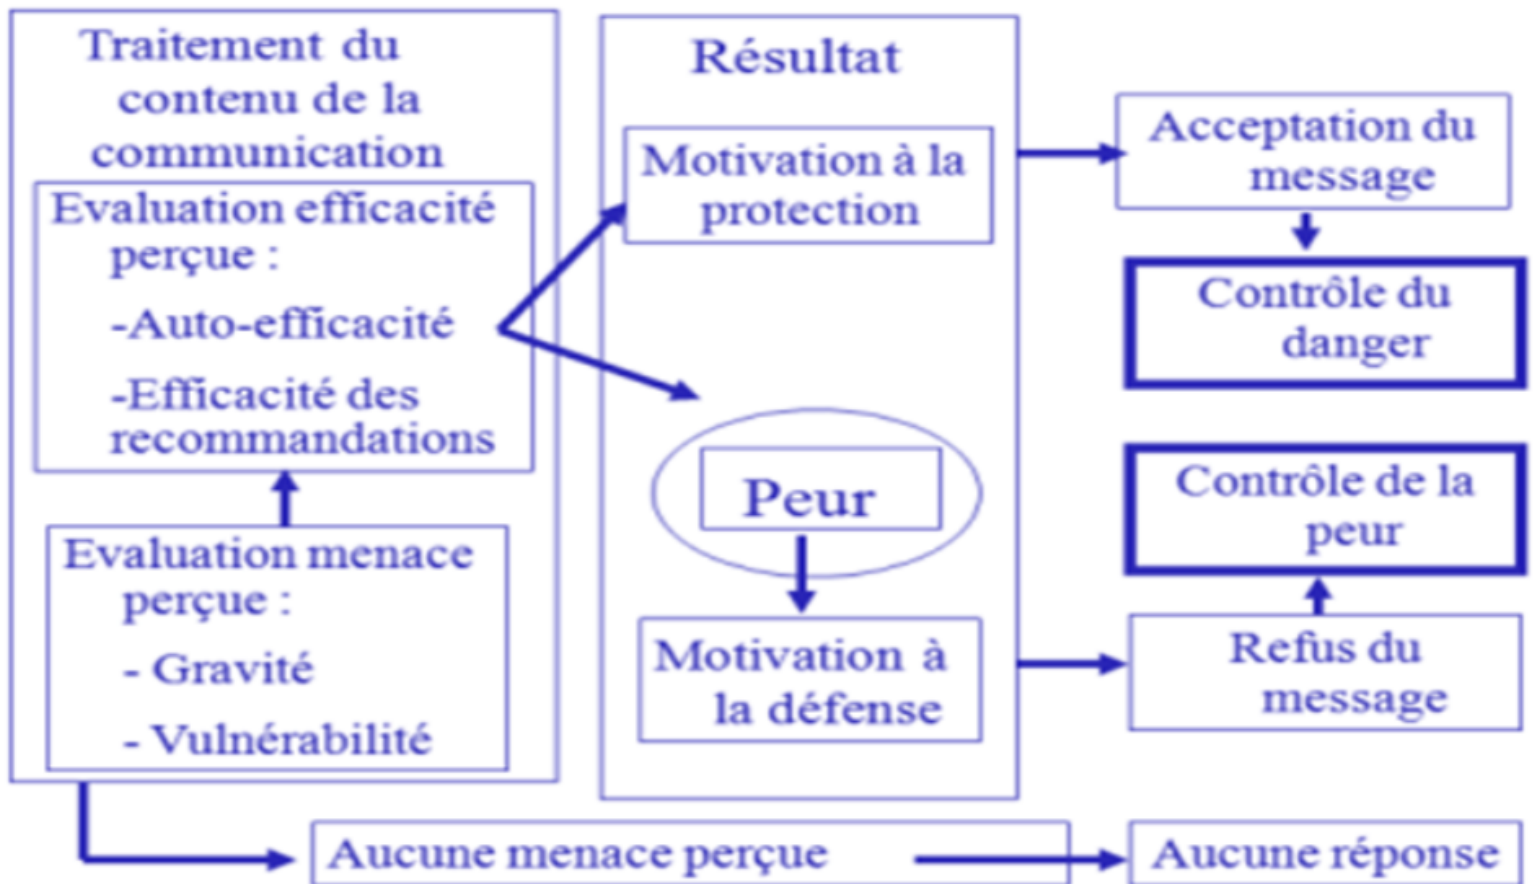 Traitement du
contenu de la
communication
Evaluation efficacité
perçue :
-Auto-efficacité
-Efficacité des
recommandations
Evaluation menace
perçue :
- Gravité
- Vulnérabilité
Résultat
Motivation à la
protection
Peur
Motivation à
la défense
Acceptation du
message
Contrôle du
danger
Contrôle de la
peur
Refus du
message
Aucune menace perçue
Aucune réponse